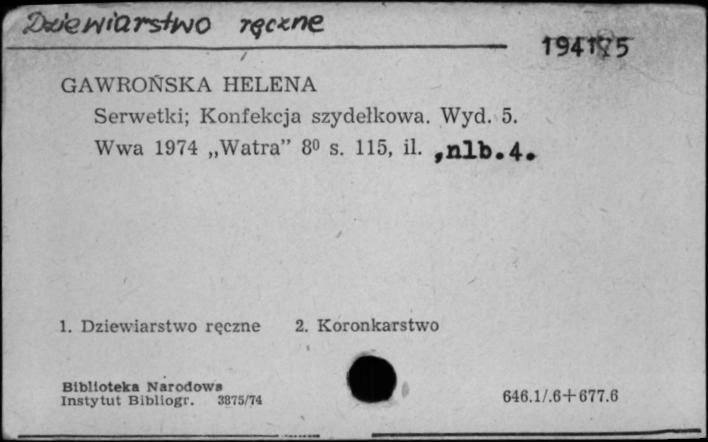 Dziewiarstwo ręczne
GAWROŃSKA HELENA
Serwetki; Konfekcja szydełkowa. Wyd. 5.
Wwa 1974 „Watra” 8⁰ s. 115, il. ,nlb.4.
1. Dziewiarstwo ręczne 2. Koronkarstwo
Biblioteka Narodowa
Instytut Bibliogr. 3875/74
646.1/.6+677.6